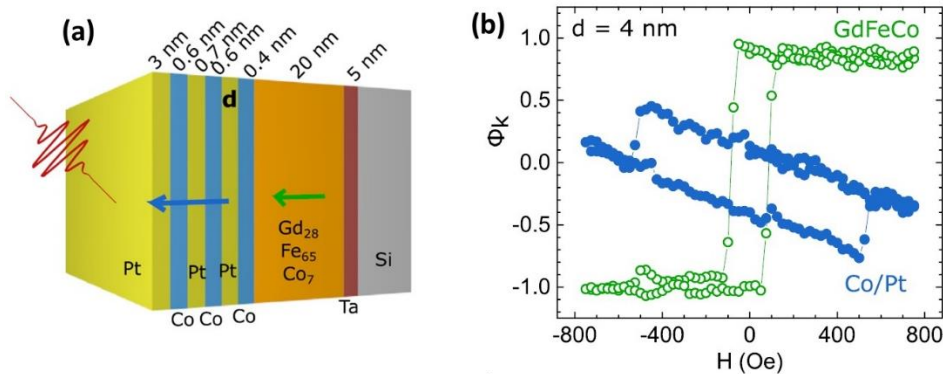 (a)
3 nm
0.6 nm
0.7 nm
0.6 nm
0.4 nm
20 nm
5 nm
d
Pt
Pt
Pt
Gd₂₈
Fe₆₅
Co₇
Si
Co
Co
Co
Ta
(b)
d = 4 nm
GdFeCo
Co/Pt
1.0
0.5
0.0
-0.5
-1.0
Φₖ
-800
-400
0
400
800
H (Oe)